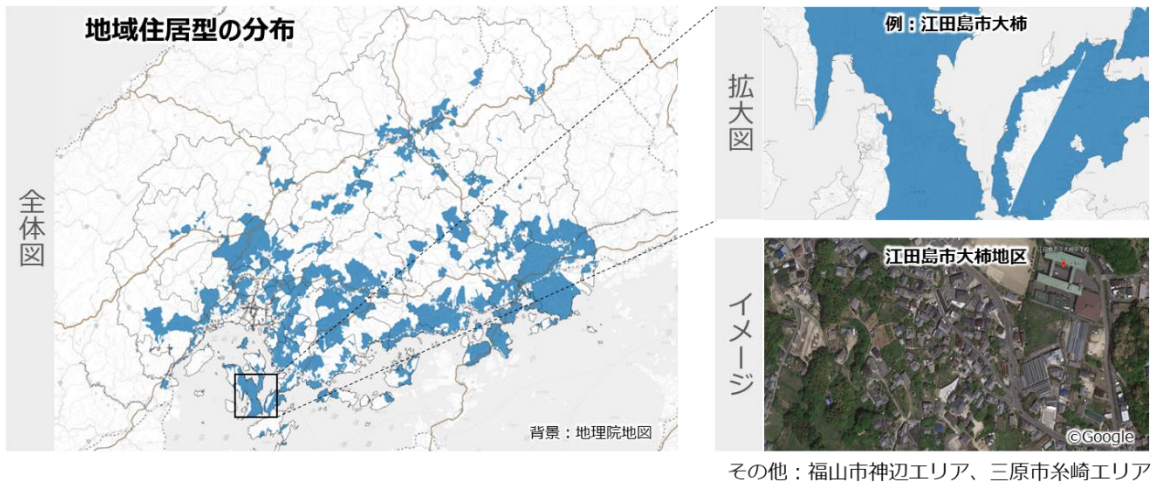 地域住居型の分布
全体図
背景：地理院地図
例：江田島市大柿
拡大図
江田島市大柿地区
イメージ
©Google
その他：福山市神辺エリア、三原市糸崎エリア